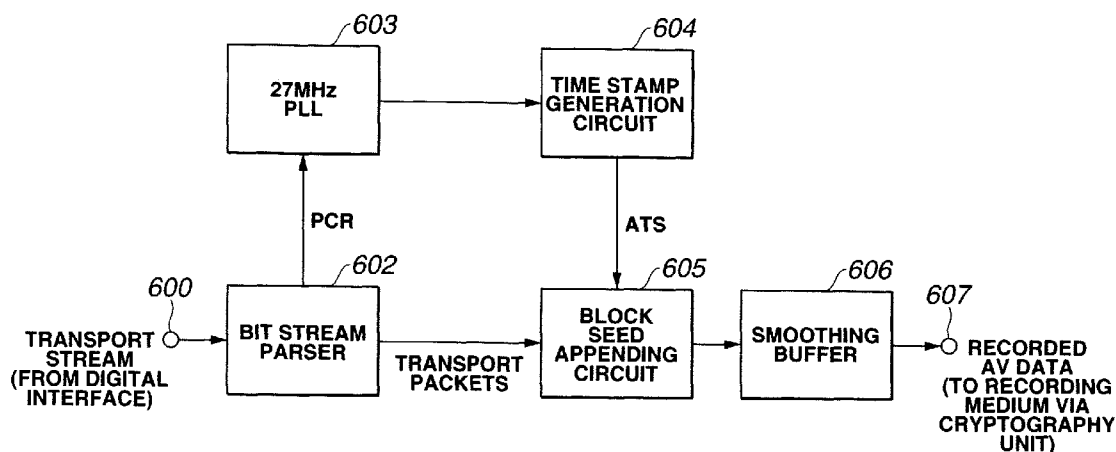 603
27MHz
PLL
604
TIME STAMP
GENERATION
CIRCUIT
PCR
ATS
600
TRANSPORT
STREAM
(FROM DIGITAL
INTERFACE)
602
BIT STREAM
PARSER
TRANSPORT
PACKETS
605
BLOCK
SEED
APPENDING
CIRCUIT
606
SMOOTHING
BUFFER
607
RECORDED
AV DATA
(TO RECORDING
MEDIUM VIA
CRYPTOGRAPHY
UNIT)